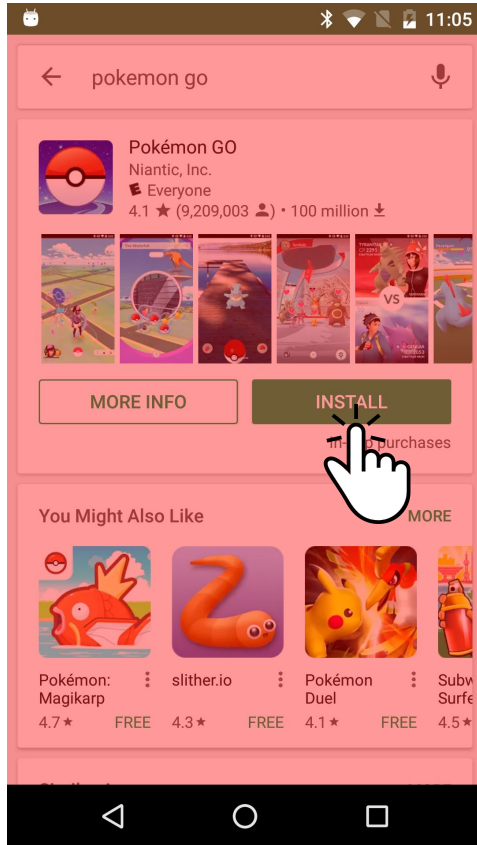 11:05
pokemon go
Pokémon GO
Niantic, Inc.
E Everyone
4.1 ★ (9,209,003 ) • 100 million
VS
MORE INFO
INSTALL
purchases
You Might Also Like
MORE
Pokémon: Magikarp
slither.io
Pokémon Duel
4.7 ★ FREE
4.3 ★ FREE
4.1 ★ FREE
4.5 ★